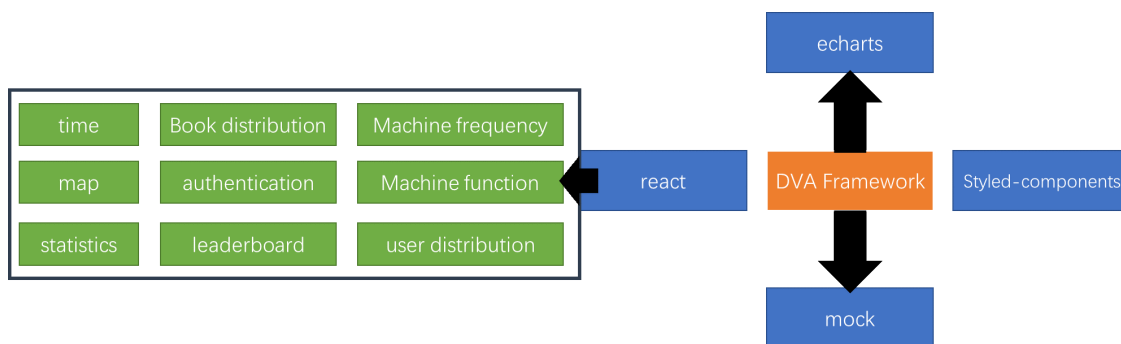 echarts
time
Book distribution
Machine frequency
map
authentication
Machine function
react
DVA Framework
Styled-components
statistics
leaderboard
user distribution
mock